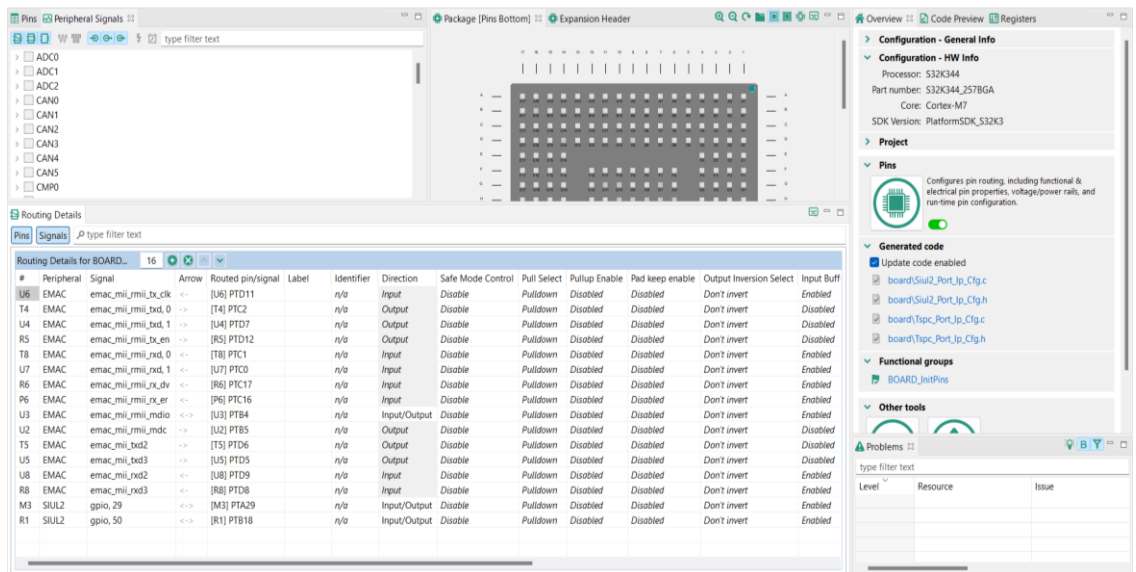 Pins Peripheral Signals
type filter text
ADC0
ADC1
ADC2
CAN0
CAN1
CAN2
CAN3
CAN4
CAN5
CMP0
Package [Pins Bottom] Expansion Header
Overview Code Preview Registers
Configuration - General Info
Configuration - HW Info
Processor: S32K344
Part number: S32K344_257BGA
Core: Cortex-M7
SDK Version: PlatformSDK_S32K3
Project
Pins
Configures pin routing, including functional &
electrical pin properties, voltage/power rails, and
run-time pin configuration.
Generated code
Update code enabled
board\Siul2_Port_Ip_Cfg.c
board\Siul2_Port_Ip_Cfg.h
board\Tspc_Port_Ip_Cfg.c
board\Tspc_Port_Ip_Cfg.h
Functional groups
BOARD_InitPins
Other tools
Routing Details
Pins Signals type filter text
Routing Details for BOARD... 16
# Peripheral Signal Arrow Routed pin/signal Label Identifier Direction Safe Mode Control Pull Select Pullup Enable Pad keep enable Output Inversion Select Input Buff
U6 EMAC emac_mii_rmii_tx_clk <- [U6] PTD11 n/a Input Disable Pulldown Disabled Disabled Don't invert Enabled
T4 EMAC emac_mii_rmii_txd, 0 -> [T4] PTC2 n/a Output Disable Pulldown Disabled Disabled Don't invert Disabled
U4 EMAC emac_mii_rmii_txd, 1 -> [U4] PTD7 n/a Output Disable Pulldown Disabled Disabled Don't invert Disabled
R5 EMAC emac_mii_rmii_tx_en -> [R5] PTD12 n/a Output Disable Pulldown Disabled Disabled Don't invert Disabled
T8 EMAC emac_mii_rmii_rxd, 0 <- [T8] PTC1 n/a Input Disable Pulldown Disabled Disabled Don't invert Enabled
U7 EMAC emac_mii_rmii_rxd, 1 <- [U7] PTC0 n/a Input Disable Pulldown Disabled Disabled Don't invert Enabled
R6 EMAC emac_mii_rmii_rx_dv <- [R6] PTC17 n/a Input Disable Pulldown Disabled Disabled Don't invert Enabled
P6 EMAC emac_mii_rmii_rx_er <- [P6] PTC16 n/a Input Disable Pulldown Disabled Disabled Don't invert Enabled
U3 EMAC emac_mii_rmii_mdio <-> [U3] PTB4 n/a Input/Output Disable Pulldown Disabled Disabled Don't invert Enabled
U2 EMAC emac_mii_rmii_mdc -> [U2] PTB5 n/a Output Disable Pulldown Disabled Disabled Don't invert Disabled
T5 EMAC emac_mii_txd2 -> [T5] PTD6 n/a Output Disable Pulldown Disabled Disabled Don't invert Disabled
U5 EMAC emac_mii_txd3 -> [U5] PTD5 n/a Output Disable Pulldown Disabled Disabled Don't invert Disabled
U8 EMAC emac_mii_rxd2 <- [U8] PTD9 n/a Input Disable Pulldown Disabled Disabled Don't invert Enabled
R8 EMAC emac_mii_rxd3 <- [R8] PTD8 n/a Input Disable Pulldown Disabled Disabled Don't invert Enabled
M3 SIUL2 gpio, 29 <-> [M3] PTA29 n/a Input/Output Disable Pulldown Disabled Disabled Don't invert Enabled
R1 SIUL2 gpio, 50 <-> [R1] PTB18 n/a Input/Output Disable Pulldown Disabled Disabled Don't invert Enabled
Problems
type filter text
Level Resource Issue